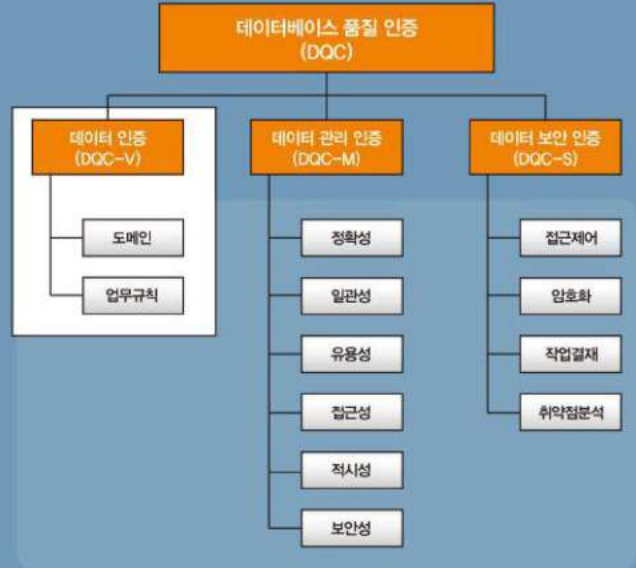 데이터베이스 품질 인증
(DQC)
데이터 인증
(DQC-V)
도메인
업무규칙
데이터 관리 인증
(DQC-M)
정확성
일관성
유용성
접근성
적시성
보안성
데이터 보안 인증
(DQC-S)
접근제어
암호화
작업결재
취약점분석